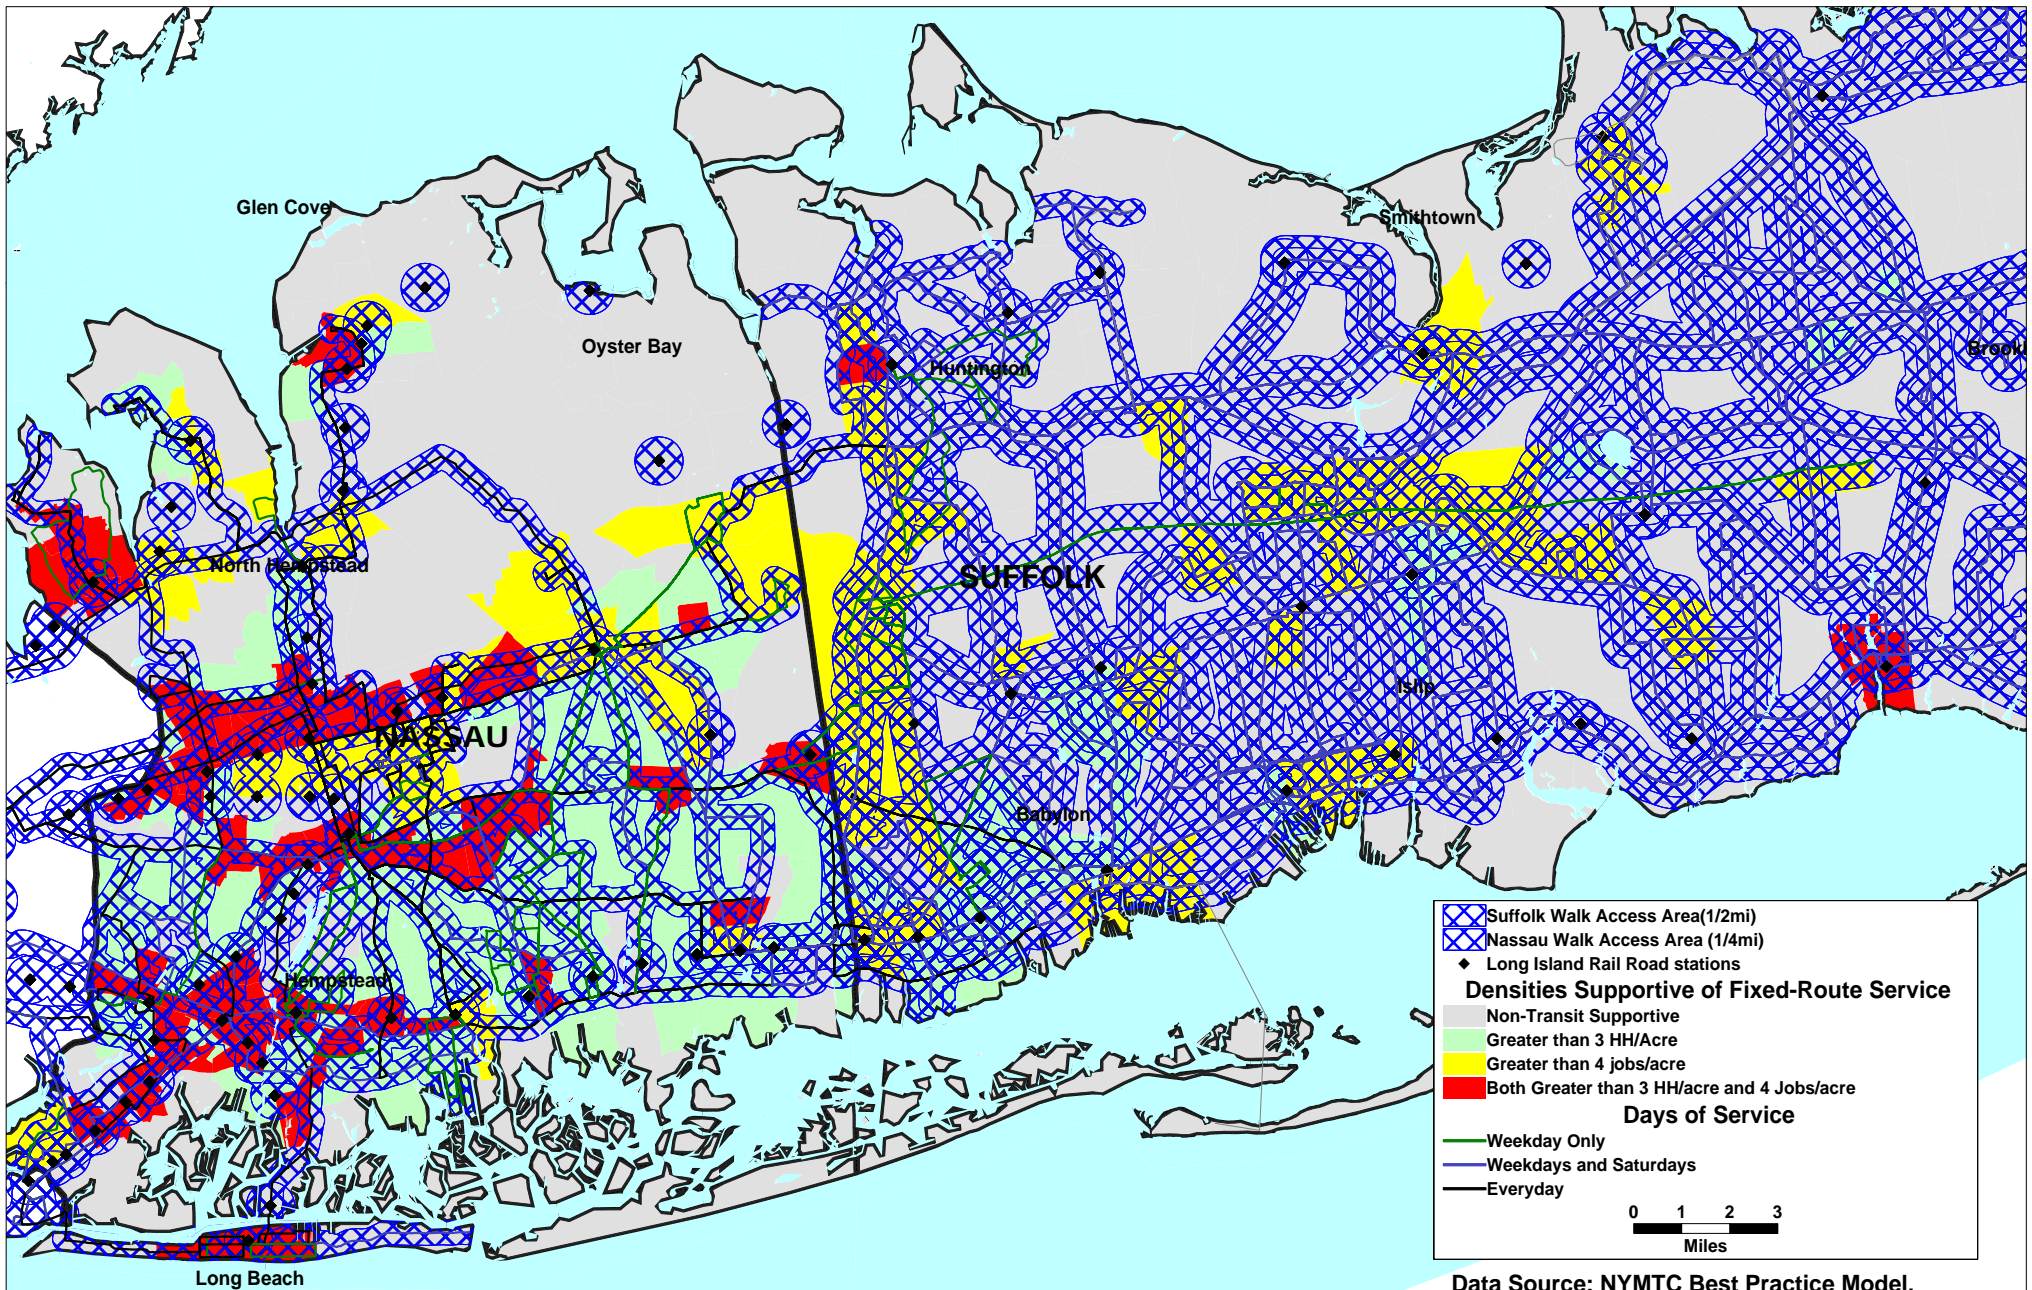 Glen Cove
Smithtown
Oyster Bay
Huntington
Brookl
North Hempstead
SUFFOLK
Islip
NASSAU
Babylon
Hempstead
Long Beach
Suffolk Walk Access Area(1/2mi)
Nassau Walk Access Area (1/4mi)
Long Island Rail Road stations
Densities Supportive of Fixed-Route Service
Non-Transit Supportive
Greater than 3 HH/Acre
Greater than 4 jobs/acre
Both Greater than 3 HH/acre and 4 Jobs/acre
Days of Service
Weekday Only
Weekdays and Saturdays
Everyday
0 1 2 3
Miles
Data Source: NYMTC Best Practice Model.